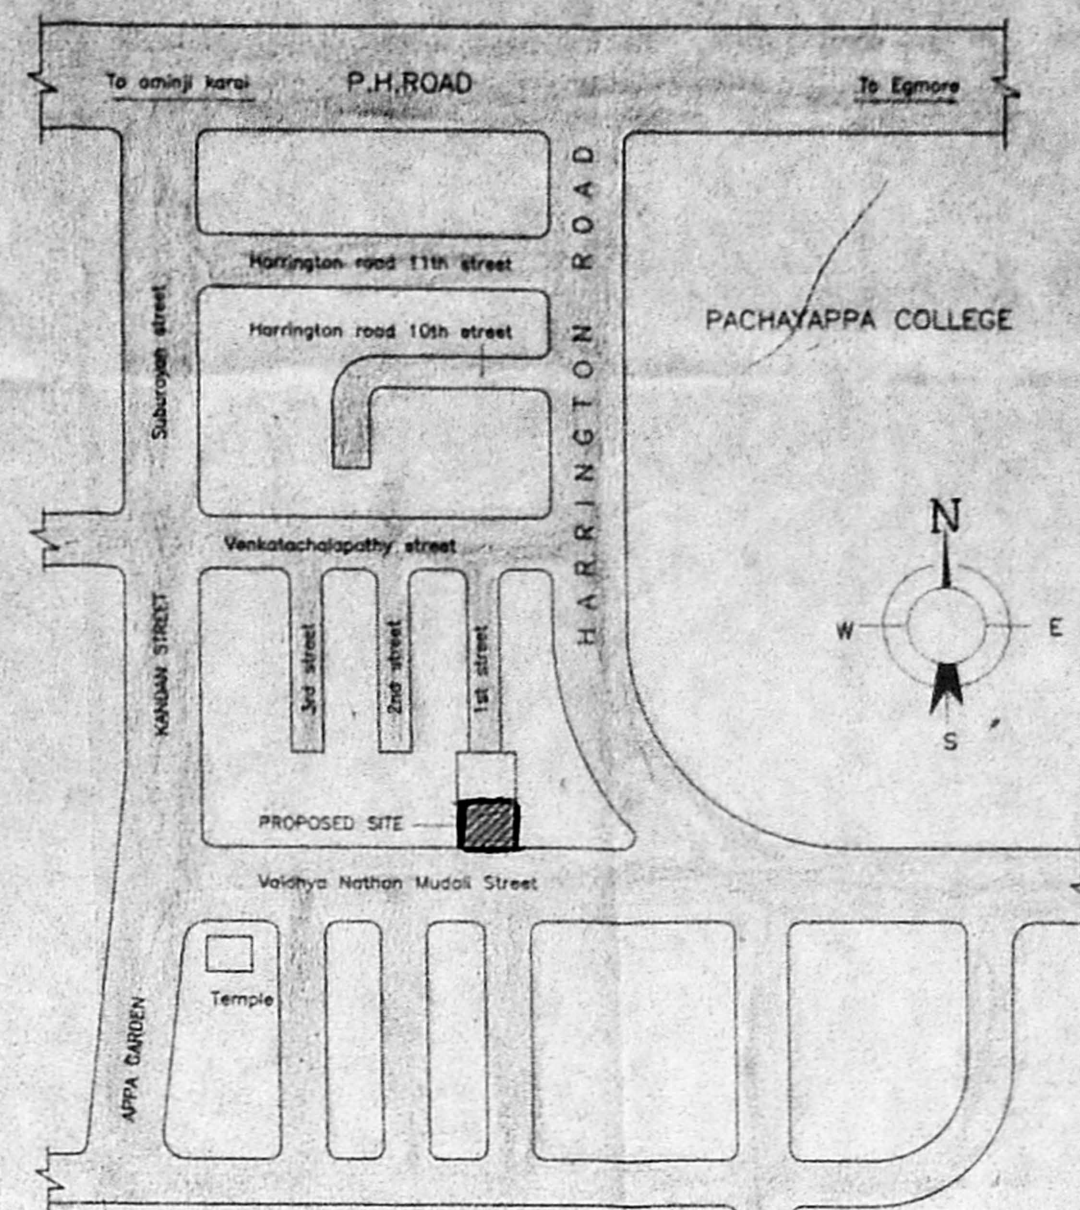 To aminji karai
P.H.ROAD
To Egmore
HARRINGTON ROAD
Harrington road 11th street
Suburayan street
Harrington road 10th street
PACHAYAPPA COLLEGE
N
W
E
S
Venkatachalapathy street
KANDAN STREET
3rd street
2nd street
1st street
PROPOSED SITE
Vaidhya Nathan Mudali Street
Temple
APPA GARDEN